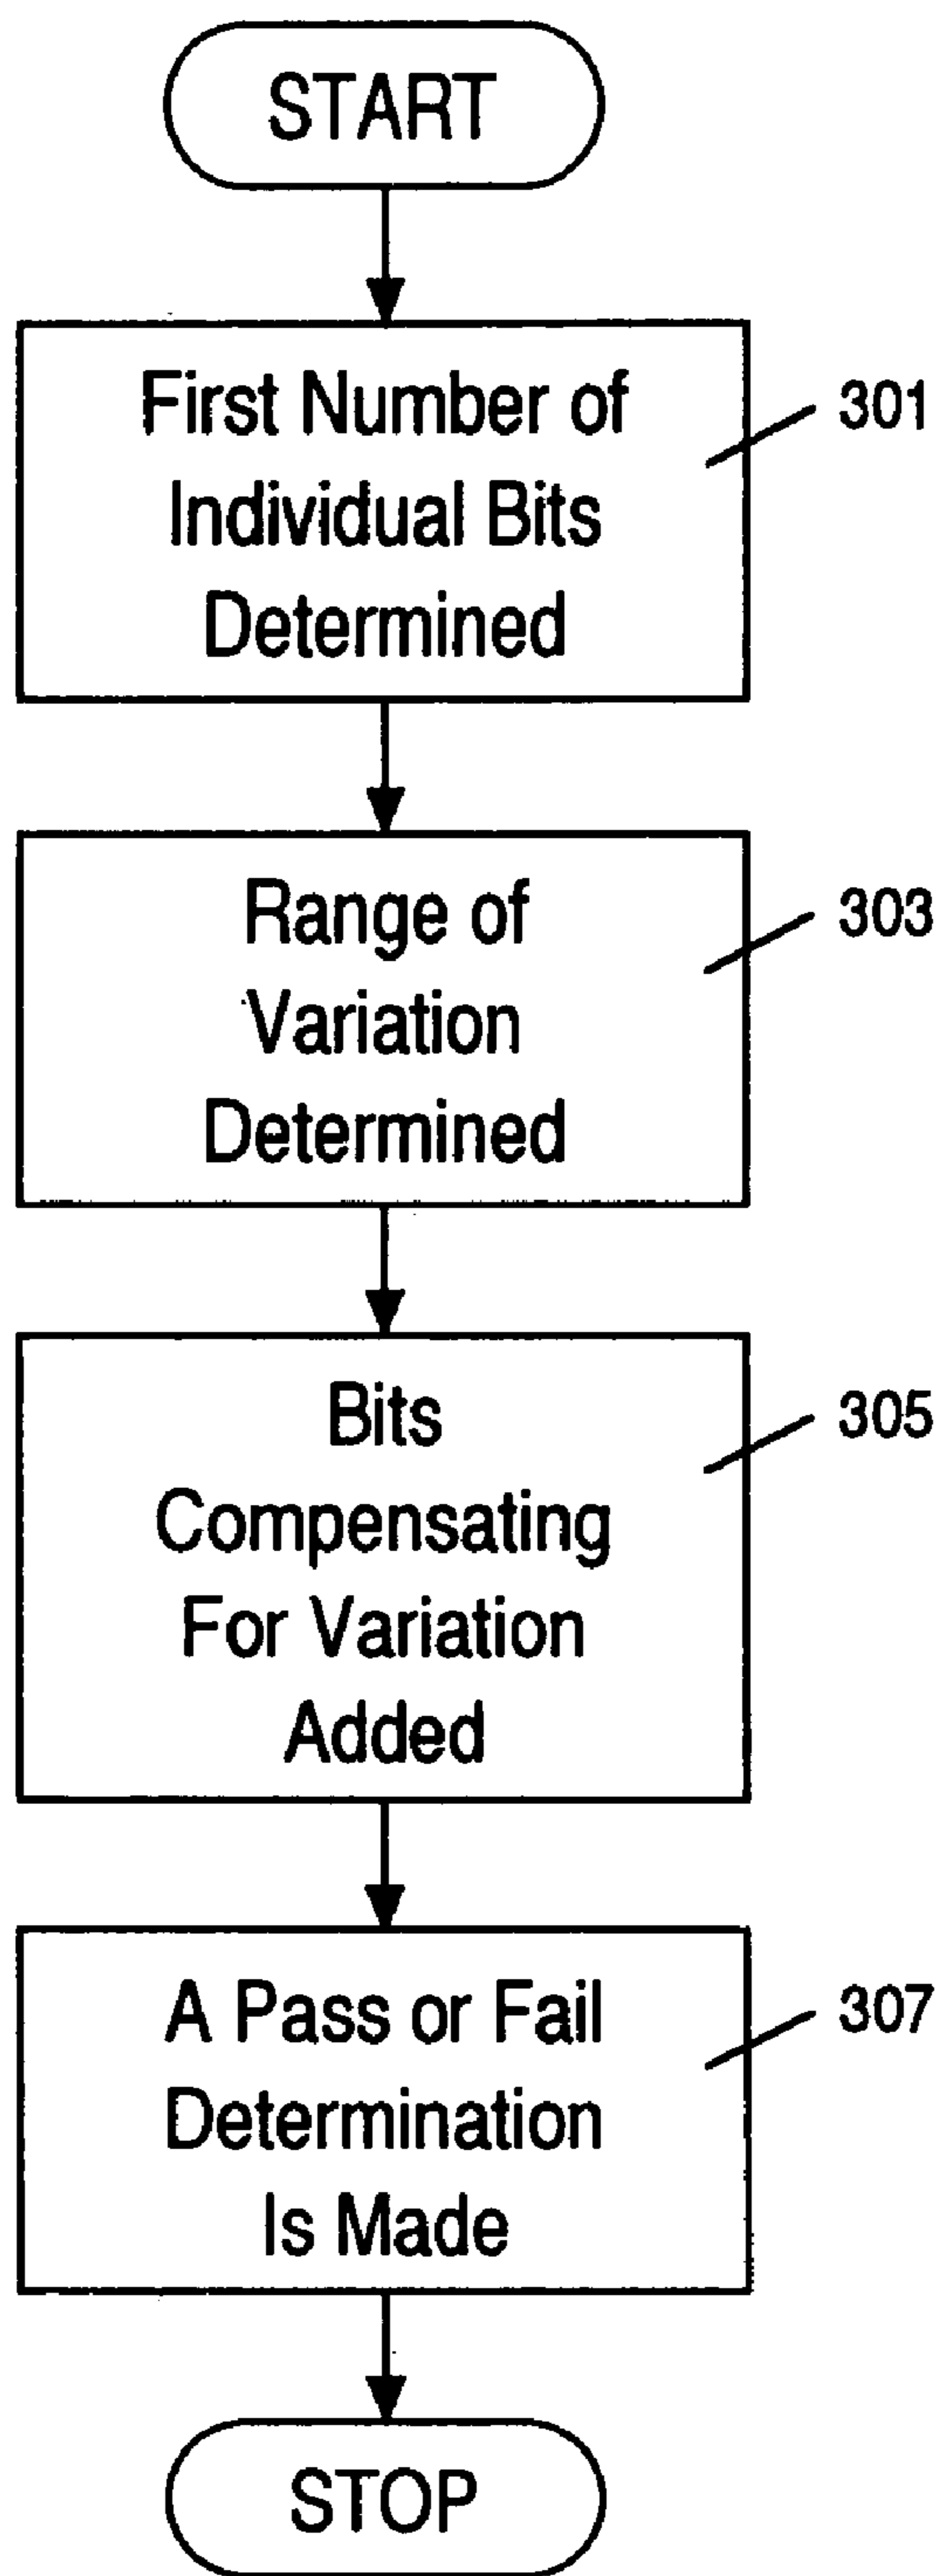 START
First Number of
Individual Bits
Determined
301
Range of
Variation
Determined
303
Bits
Compensating
For Variation
Added
305
A Pass or Fail
Determination
Is Made
307
STOP